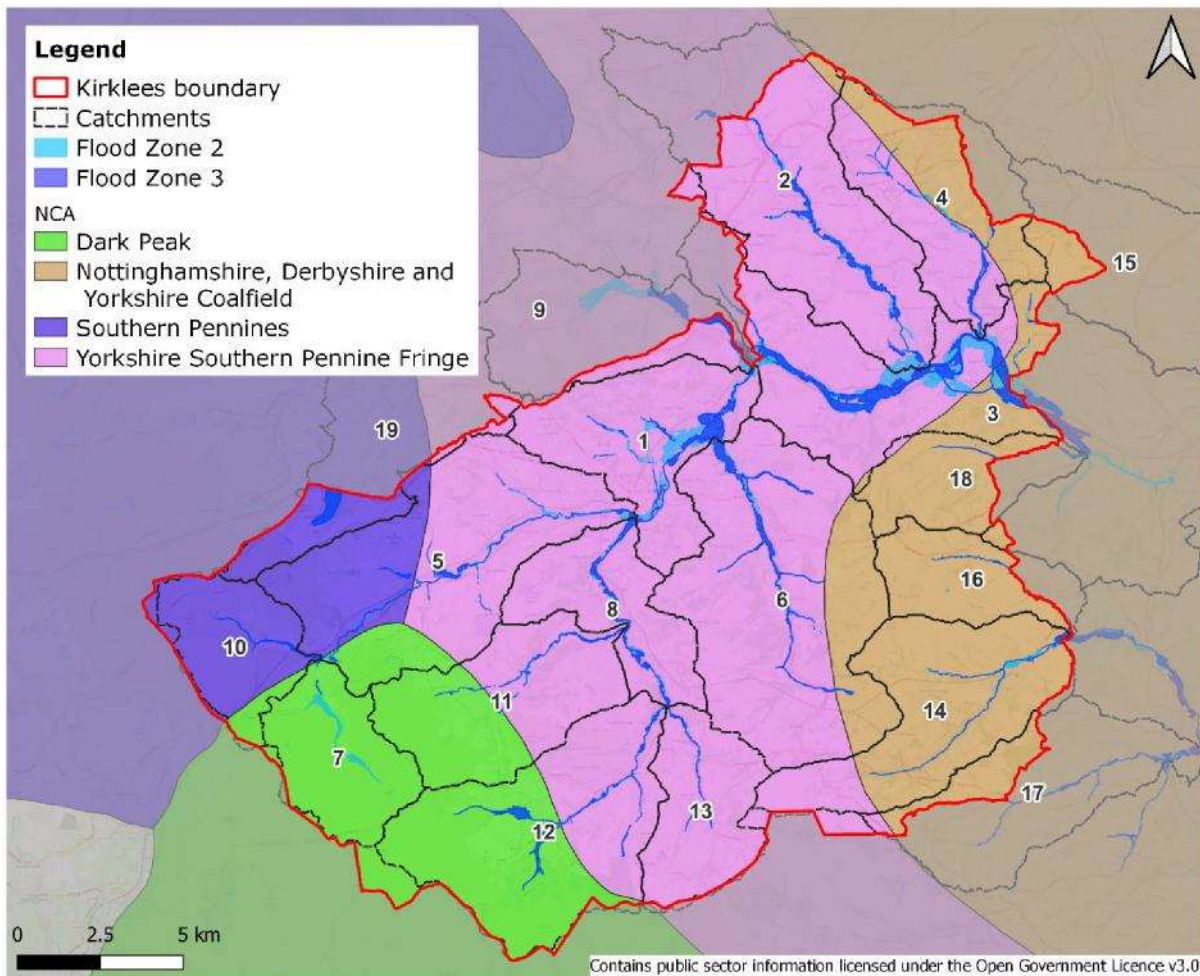 Legend
Kirklees boundary
Catchments
Flood Zone 2
Flood Zone 3
NCA
Dark Peak
Nottinghamshire, Derbyshire and
Yorkshire Coalfield
Southern Pennines
Yorkshire Southern Pennine Fringe
2
4
15
9
3
1
19
18
5
16
6
8
10
11
14
7
17
13
12
0 2.5 5 km
Contains public sector information licensed under the Open Government Licence v3.0